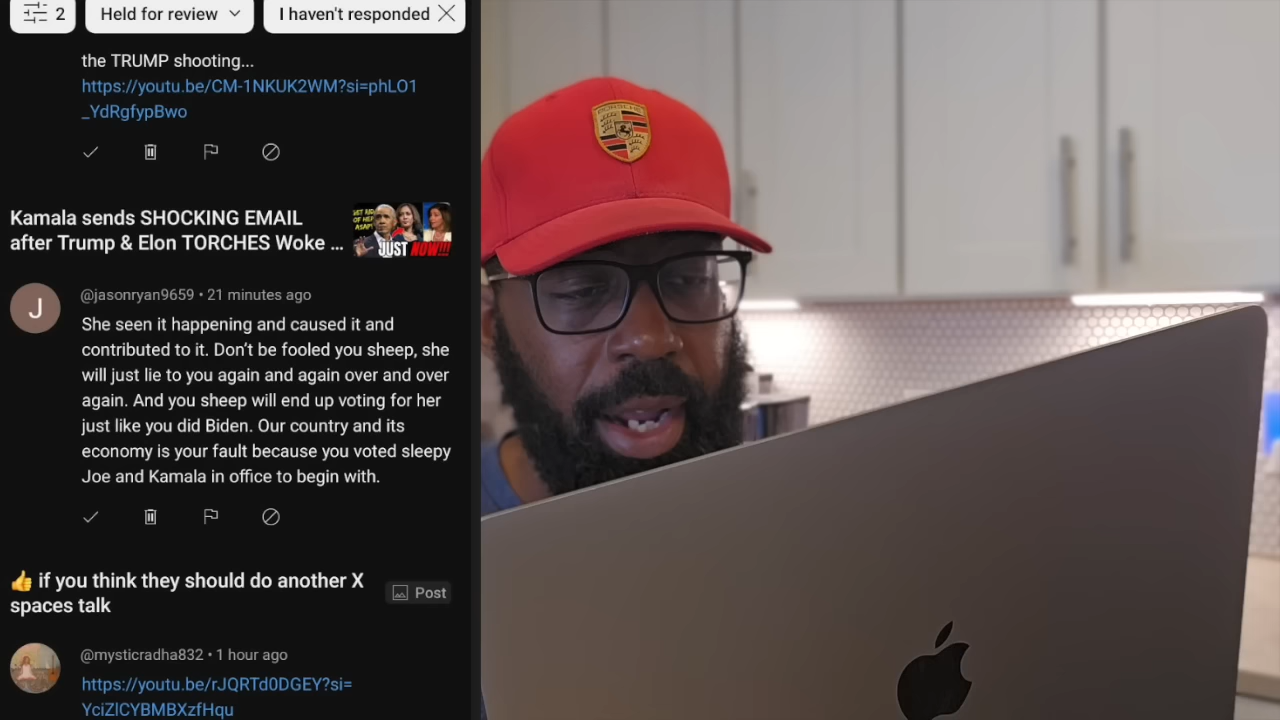 2
Held for review
I haven't responded
the TRUMP shooting...
https://youtu.be/CM-1NKUK2WM?si=phLO1
_YdRgfypBwo
Kamala sends SHOCKING EMAIL
after Trump & Elon TORCHES Woke ...
GET RID
OF HER
ASAP!
JUST NOW!!!
@jasonryan9659 • 21 minutes ago
J
She seen it happening and caused it and
contributed to it. Don't be fooled you sheep, she
will just lie to you again and again over and over
again. And you sheep will end up voting for her
just like you did Biden. Our country and its
economy is your fault because you voted sleepy
Joe and Kamala in office to begin with.
👍 if you think they should do another X
spaces talk
Post
@mysticradha832 • 1 hour ago
https://youtu.be/rJQRTd0DGEY?si=
YciZlCYBMBXzfHqu